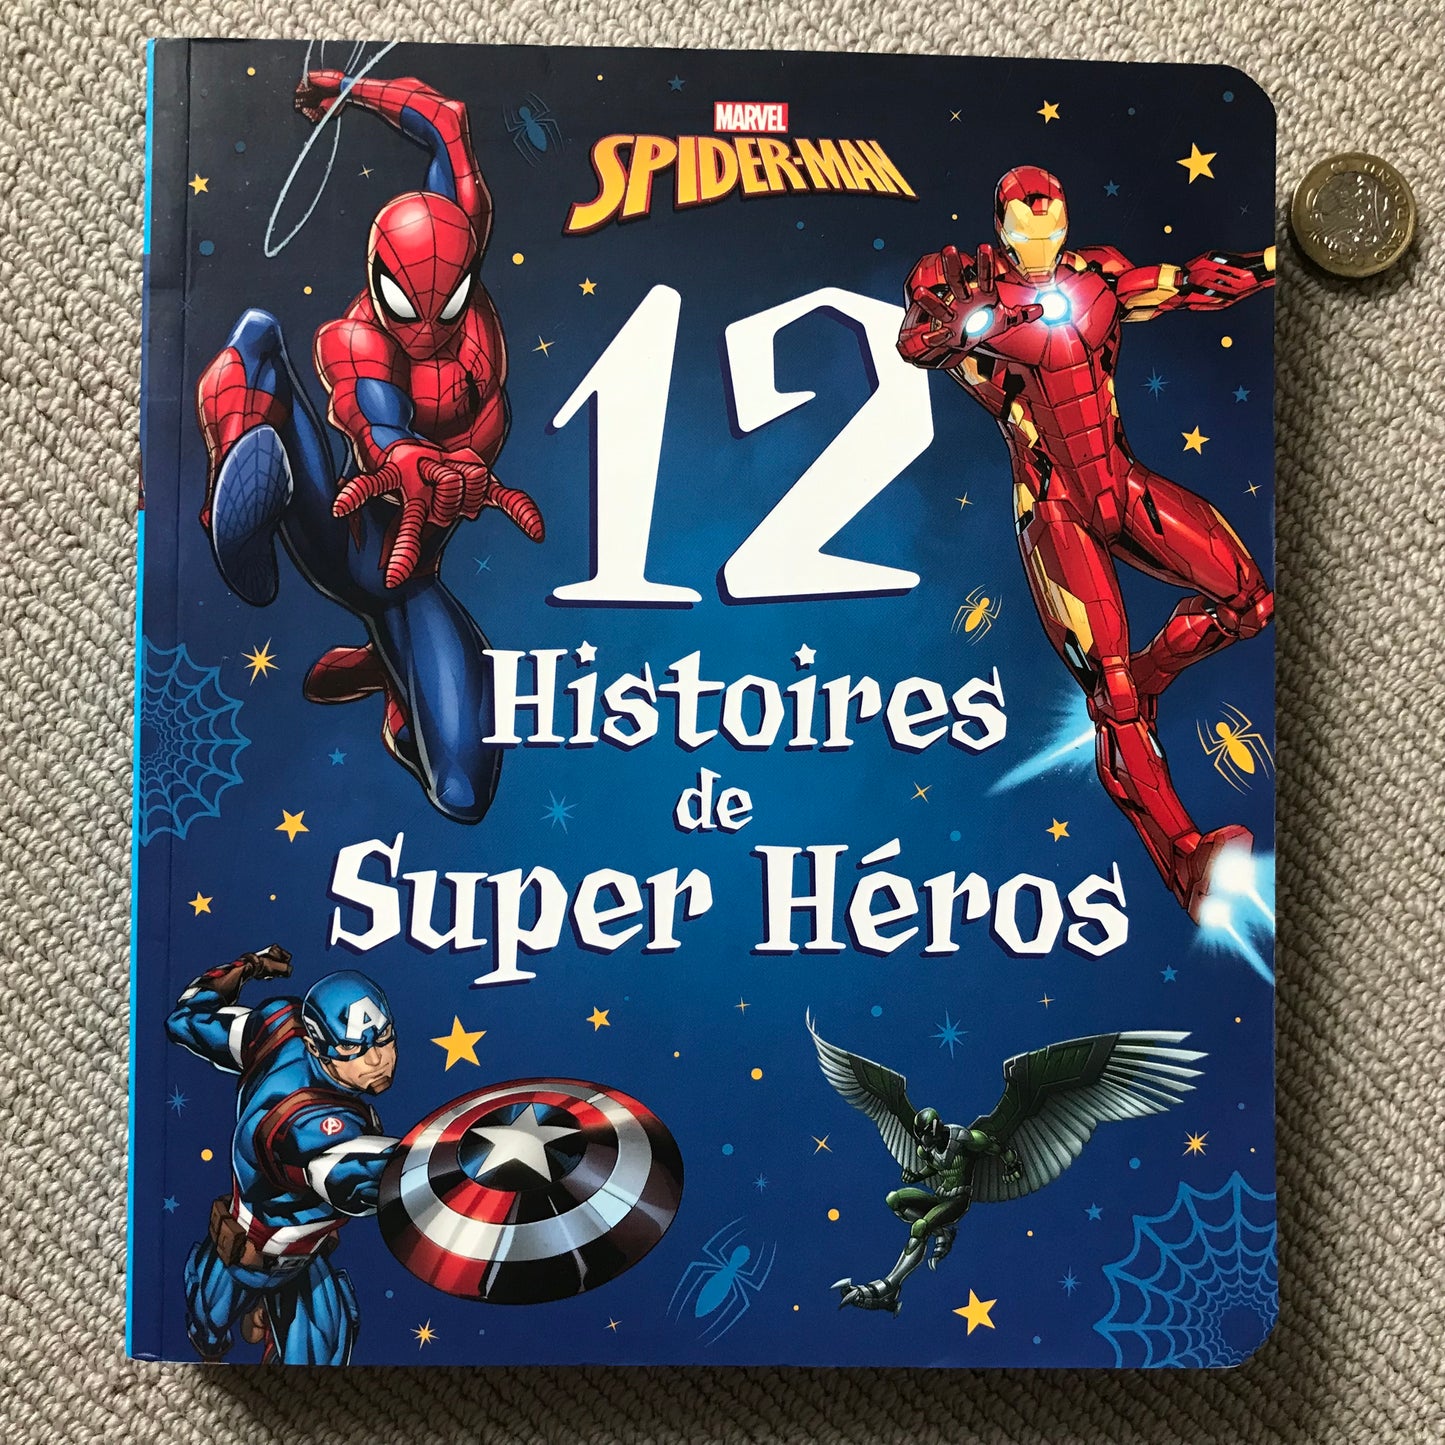 MARVEL
SPIDER-MAN
12
Histoires
de
Super Héros
A